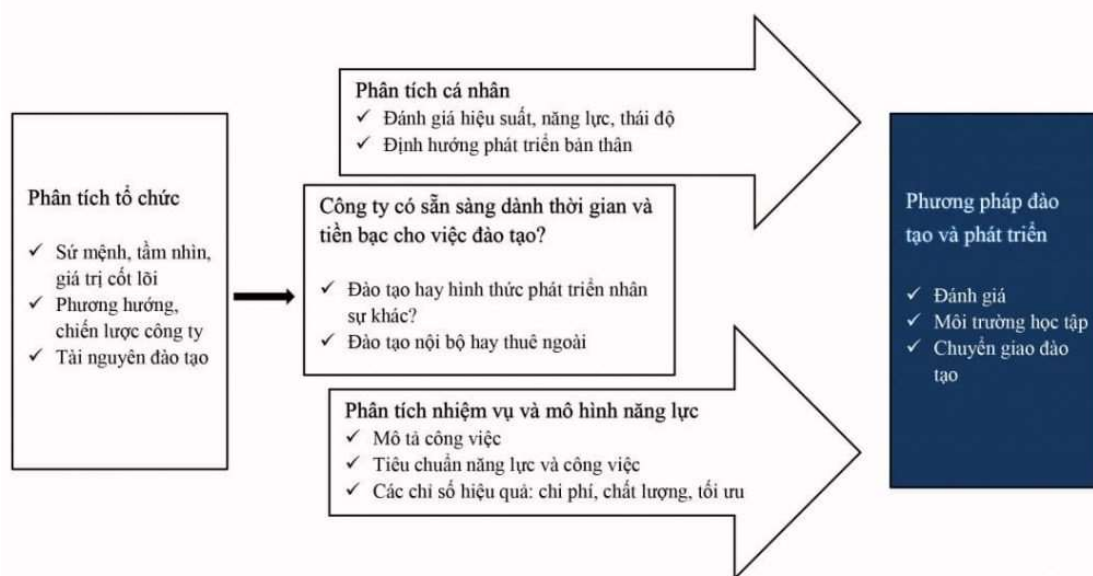 Phân tích tổ chức
✓ Sứ mệnh, tầm nhìn,
giá trị cốt lõi
✓ Phương hướng,
chiến lược công ty
✓ Tài nguyên đào tạo
Phân tích cá nhân
✓ Đánh giá hiệu suất, năng lực, thái độ
✓ Định hướng phát triển bản thân
Công ty có sẵn sàng dành thời gian và
tiền bạc cho việc đào tạo?
✓ Đào tạo hay hình thức phát triển nhân
sự khác?
✓ Đào tạo nội bộ hay thuê ngoài
Phân tích nhiệm vụ và mô hình năng lực
✓ Mô tả công việc
✓ Tiêu chuẩn năng lực và công việc
✓ Các chỉ số hiệu quả: chi phí, chất lượng, tối ưu
Phương pháp đào
tạo và phát triển
✓ Đánh giá
✓ Môi trường học tập
✓ Chuyển giao đào
tạo